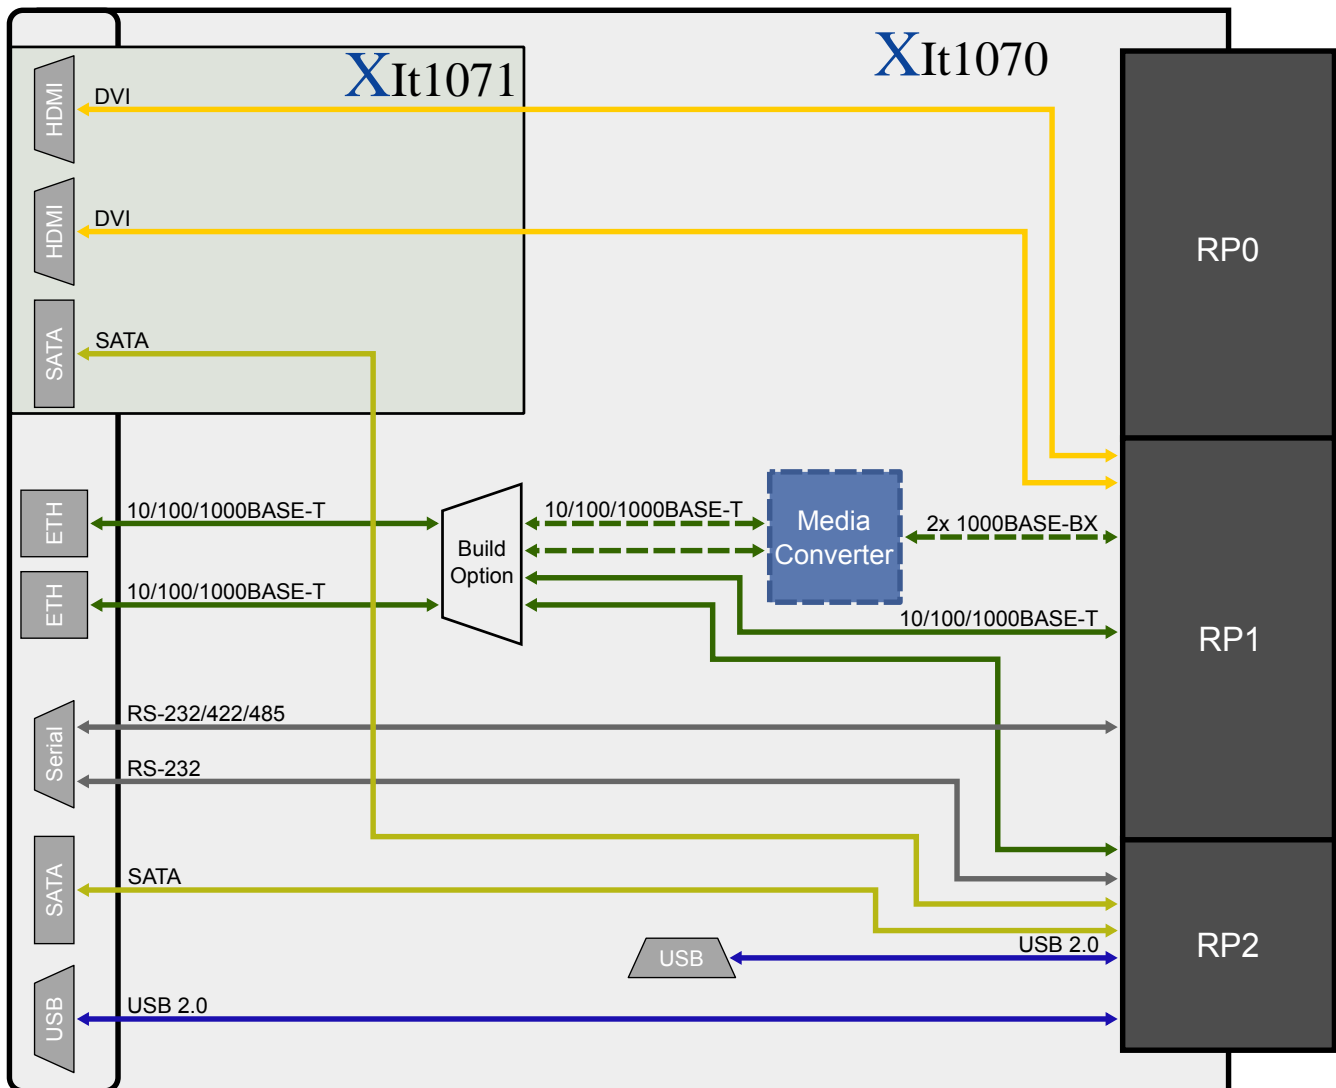 XIt1071
XIt1070
HDMI
DVI
HDMI
DVI
RP0
SATA
SATA
ETH
10/100/1000BASE-T
10/100/1000BASE-T
Media
Converter
2x 1000BASE-BX
Build
Option
ETH
10/100/1000BASE-T
10/100/1000BASE-T
RP1
Serial
RS-232/422/485
RS-232
SATA
SATA
USB
USB 2.0
RP2
USB
USB 2.0